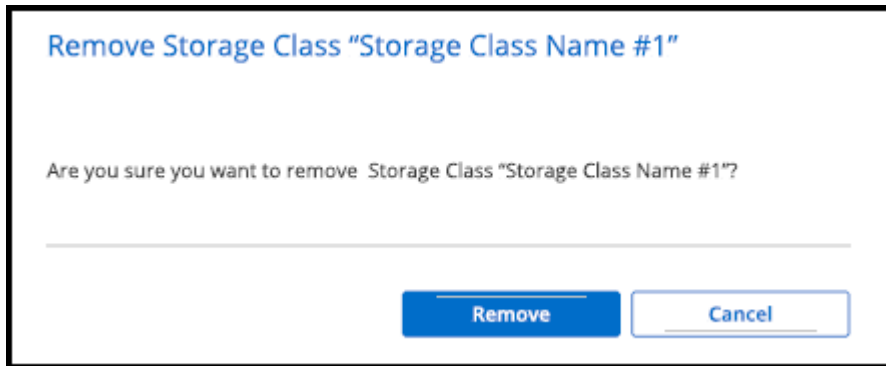 Remove Storage Class “Storage Class Name #1”
Are you sure you want to remove  Storage Class “Storage Class Name #1”?
Remove
Cancel